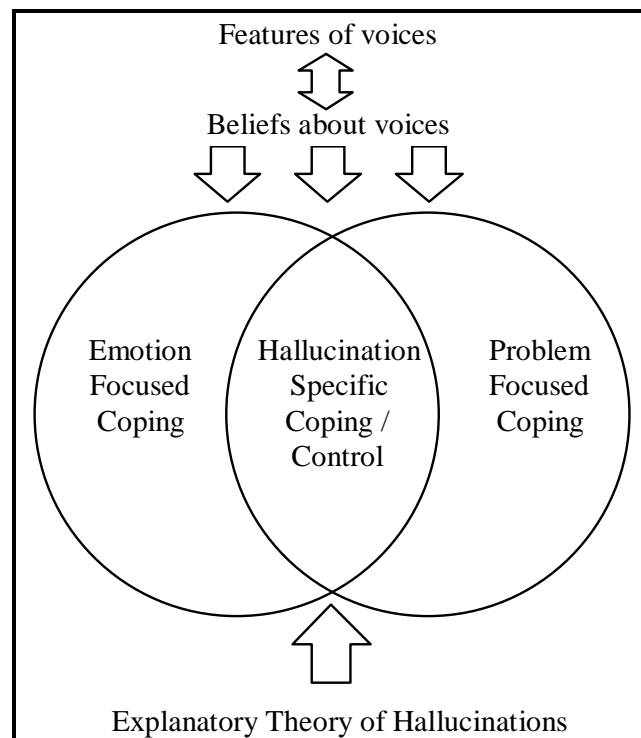 Features of voices
Beliefs about voices
Emotion
Focused
Coping
Hallucination
Specific
Coping /
Control
Problem
Focused
Coping
Explanatory Theory of Hallucinations